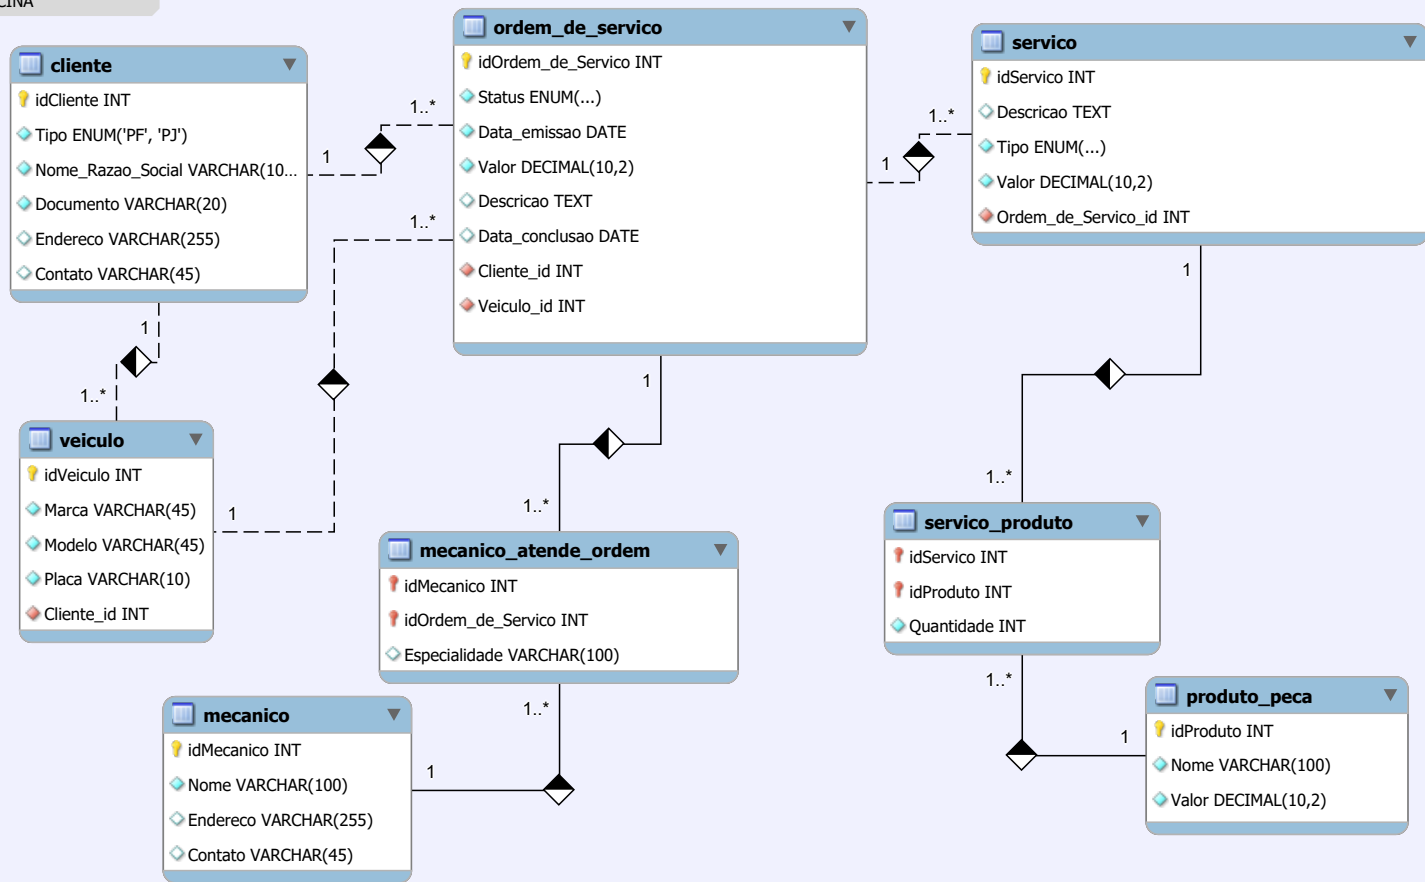 CINA
cliente
idCliente INT
Tipo ENUM('PF', 'PJ')
Nome_Razao_Social VARCHAR(10...
Documento VARCHAR(20)
Endereco VARCHAR(255)
Contato VARCHAR(45)
1
1..*
1
1..*
ordem_de_servico
idOrdem_de_Servico INT
Status ENUM(...)
Data_emissao DATE
Valor DECIMAL(10,2)
Descricao TEXT
Data_conclusao DATE
Cliente_id INT
Veiculo_id INT
1
1..*
servico
idServico INT
Descricao TEXT
Tipo ENUM(...)
Valor DECIMAL(10,2)
Ordem_de_Servico_id INT
veiculo
idVeiculo INT
Marca VARCHAR(45)
Modelo VARCHAR(45)
Placa VARCHAR(10)
Cliente_id INT
1
1..*
1
1..*
mecanico_atende_ordem
idMecanico INT
idOrdem_de_Servico INT
Especialidade VARCHAR(100)
1
1..*
servico_produto
idServico INT
idProduto INT
Quantidade INT
mecanico
idMecanico INT
Nome VARCHAR(100)
Endereco VARCHAR(255)
Contato VARCHAR(45)
1
1..*
1..*
1
produto_peca
idProduto INT
Nome VARCHAR(100)
Valor DECIMAL(10,2)